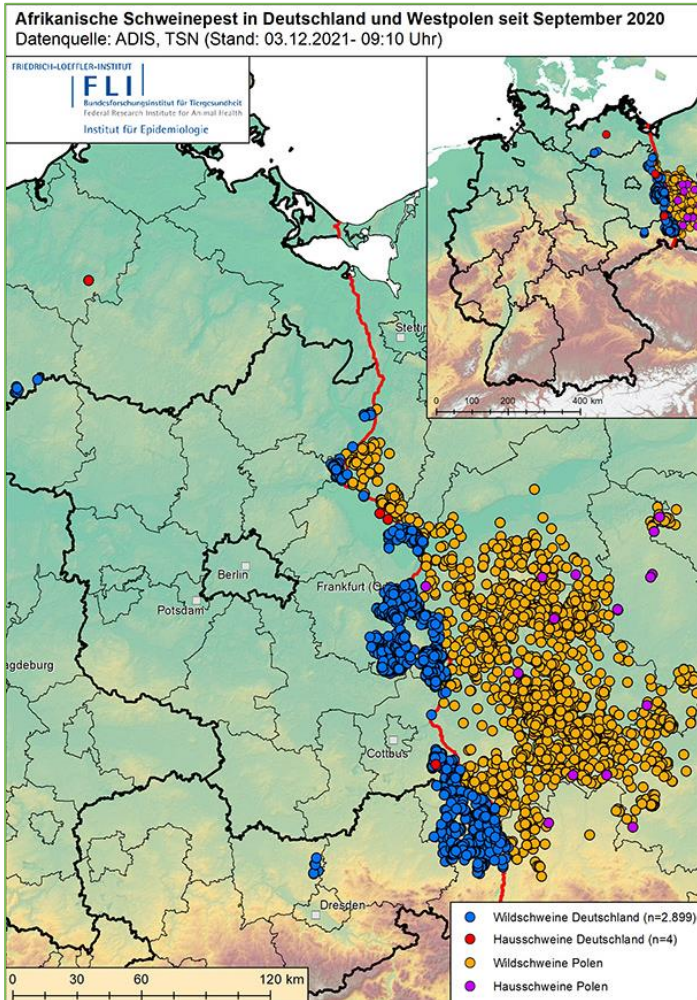 Afrikanische Schweinepest in Deutschland und Westpolen seit September 2020
Datenquelle: ADIS, TSN (Stand: 03.12.2021- 09:10 Uhr)
FRIEDRICH-LOEFFLER-INSTITUT
FLI
Bundesforschungsinstitut für Tiergesundheit
Federal Research Institute for Animal Health
Institut für Epidemiologie
0 100 200 400 km
Stettin
Berlin
Potsdam
Frankfurt (O
agdeburg
Cottbus
Dresden
0 30 60 120 km
Wildschweine Deutschland (n=2.899)
Hausschweine Deutschland (n=4)
Wildschweine Polen
Hausschweine Polen